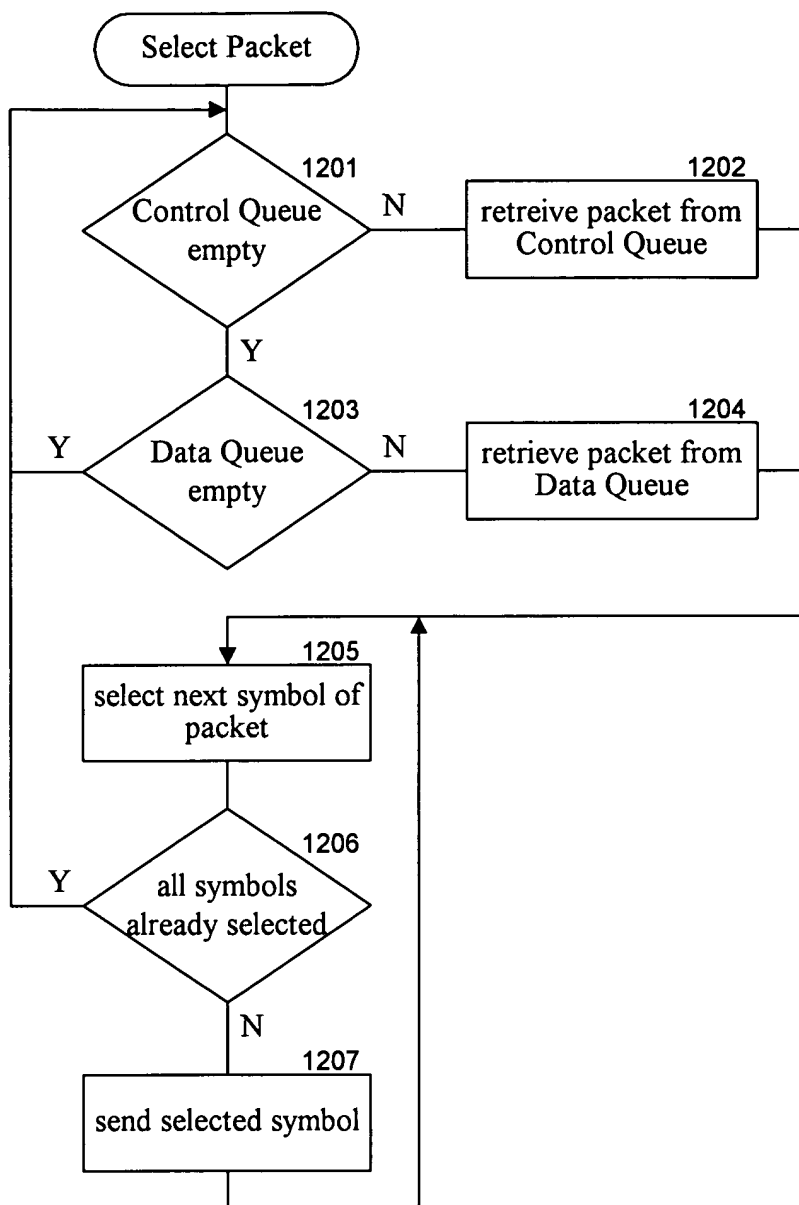 Select Packet
1201
Control Queue
empty
N
1202
retreive packet from
Control Queue
Y
1203
Data Queue
empty
Y
N
1204
retrieve packet from
Data Queue
1205
select next symbol of
packet
1206
all symbols
already selected
Y
N
1207
send selected symbol